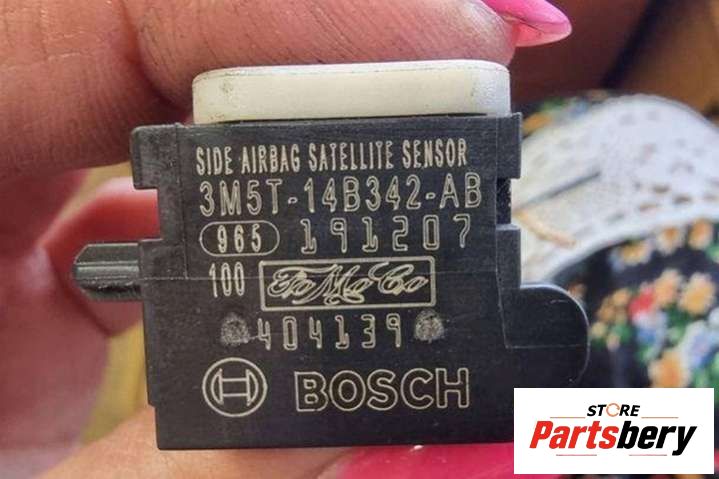 SIDE AIRBAG SATELLITE SENSOR
3M5T-14B342-AB
965 191207
100 FoMoCo
404139
BOSCH
STORE
Partsbery